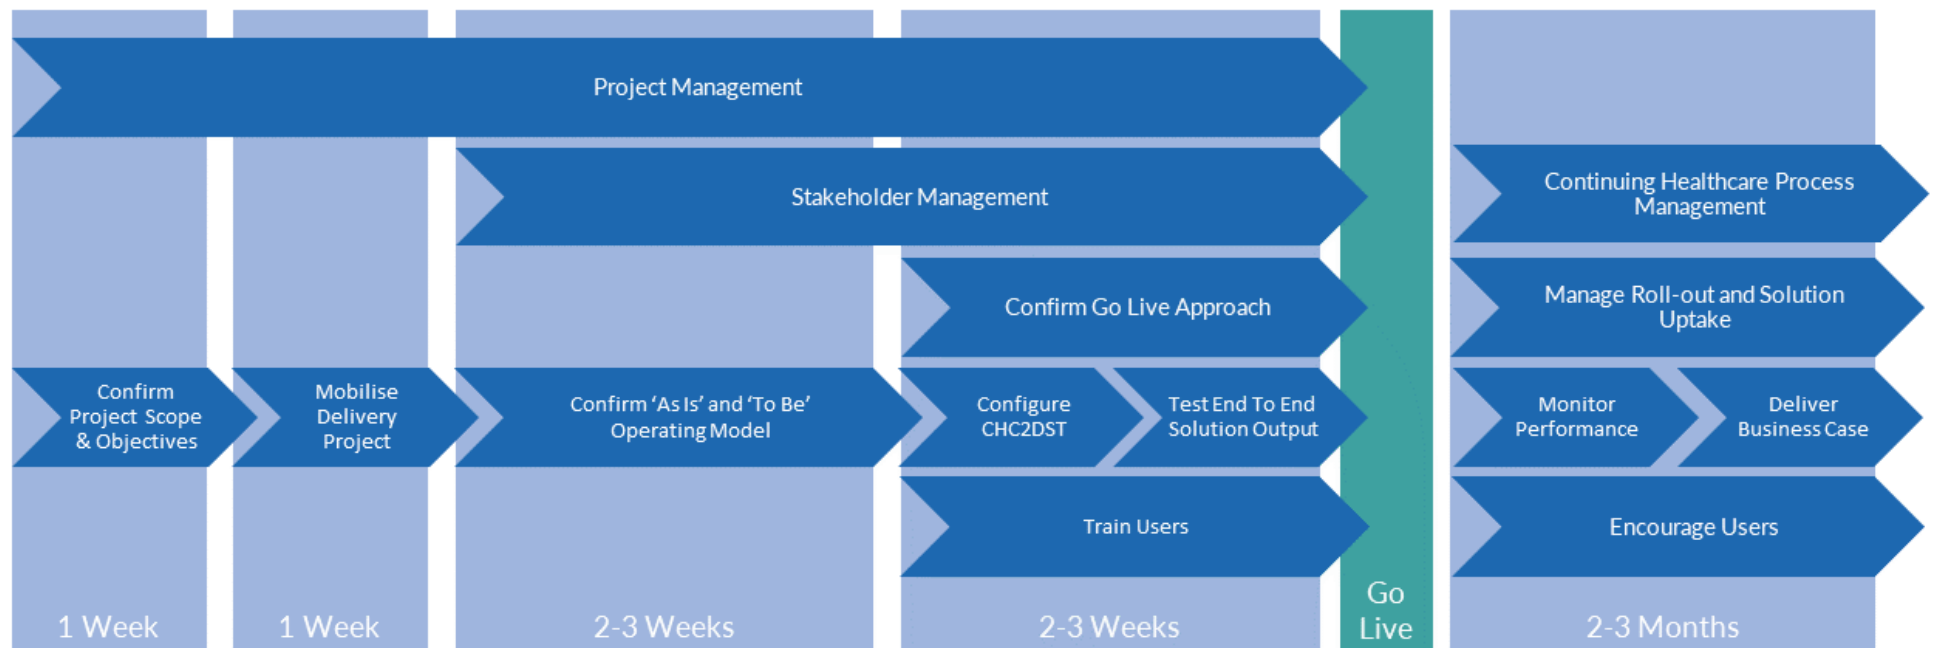 Project Management
Stakeholder Management
Continuing Healthcare Process
Management
Confirm Go Live Approach
Manage Roll-out and Solution
Uptake
Confirm
Project Scope
& Objectives
Mobilise
Delivery
Project
Confirm ‘As Is’ and ‘To Be’
Operating Model
Configure
CHC2DST
Test End To End
Solution Output
Monitor
Performance
Deliver
Business Case
Train Users
Encourage Users
1 Week
1 Week
2-3 Weeks
2-3 Weeks
Go
Live
2-3 Months